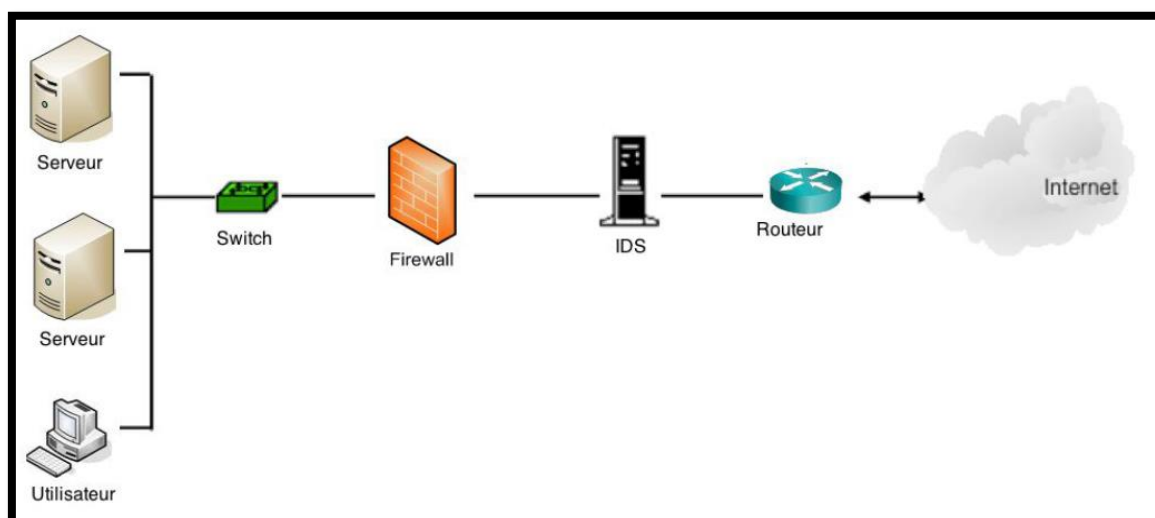 Serveur
Switch
Firewall
IDS
Routeur
Internet
Serveur
Utilisateur